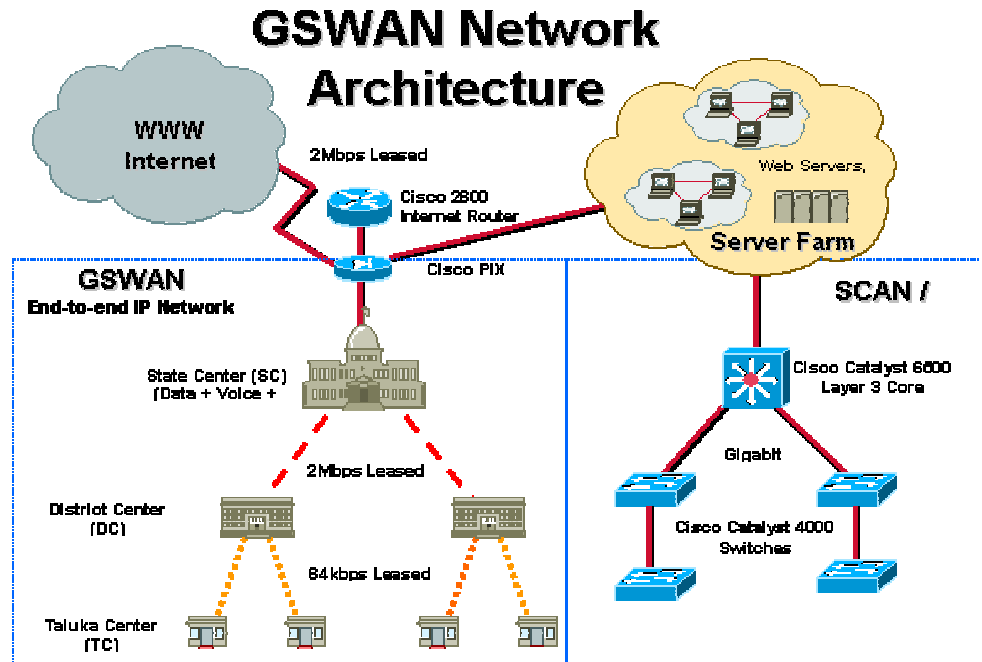 GSWAN Network
Architecture
WWW
Internet
2Mbps Leased
Cisco 2600
Internet Router
Web Servers,
Server Farm
Cisco PIX
GSWAN
End-to-end IP Network
SCAN /
State Center (SC)
(Data + Voice +
Cisco Catalyst 6500
Layer 3 Core
2Mbps Leased
Gigabit
District Center
(DC)
Cisco Catalyst 4000
Switches
64kbps Leased
Taluka Center
(TC)